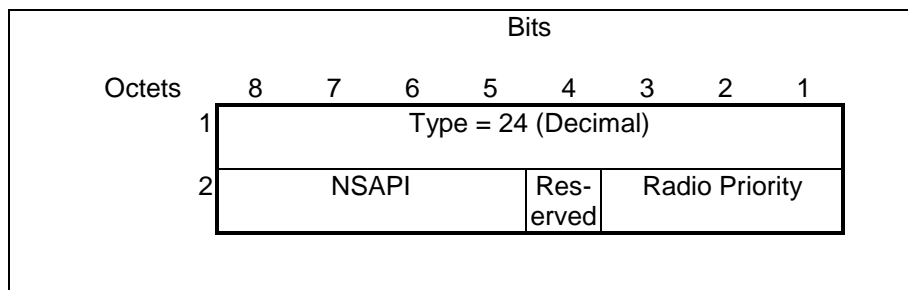 Bits
Octets 8 7 6 5 4 3 2 1
1 Type = 24 (Decimal)
2 NSAPI Res- Radio Priority
erved